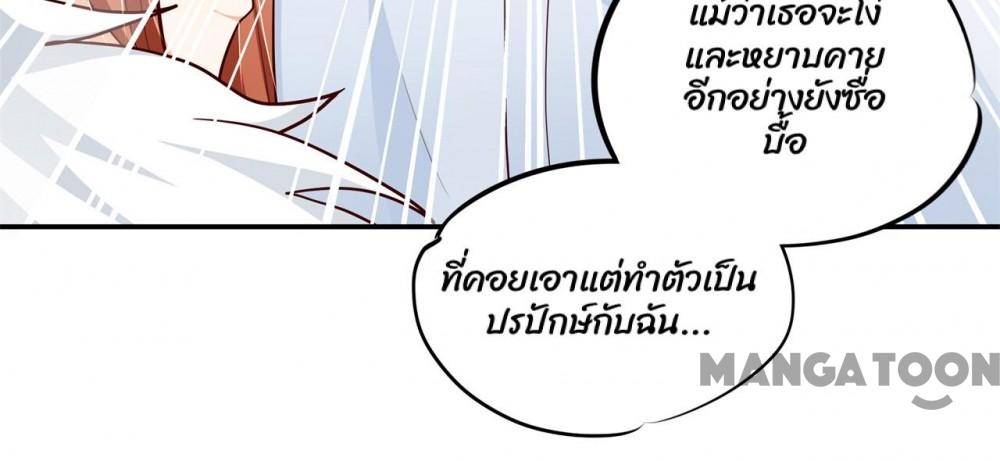 แม้ว่าเธอจะโง่
และหยาบคาย
อีกอย่างยังซื่อ
บื้อ
ที่คอยเอาแต่ทำตัวเป็น
ปรปักษ์กับฉัน...
MANGATOON